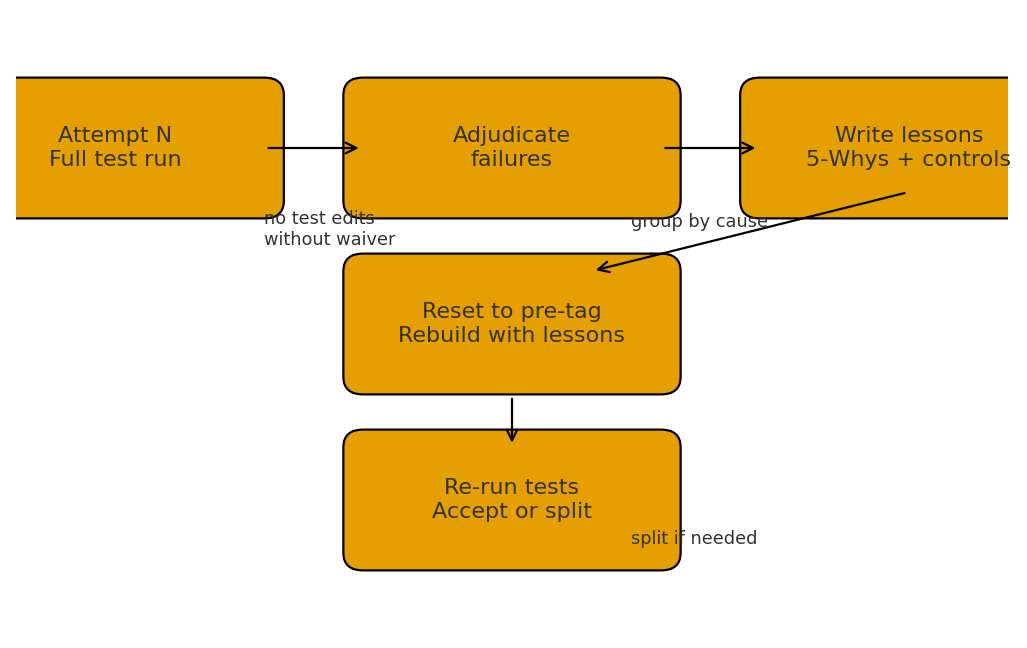 Attempt N
Full test run
Adjudicate
failures
Write lessons
5-Whys + controls
no test edits
without waiver
group by cause
Reset to pre-tag
Rebuild with lessons
Re-run tests
Accept or split
split if needed